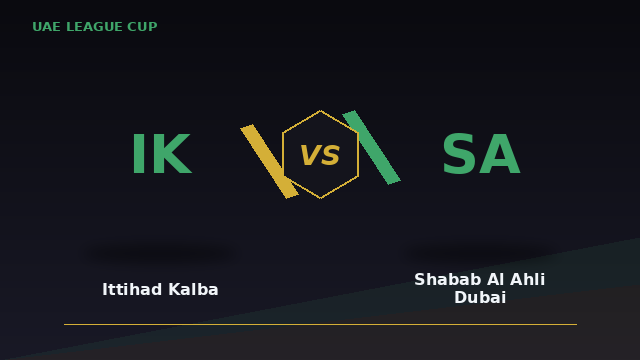 UAE LEAGUE CUP
IK
VS
SA
Ittihad Kalba
Shabab Al Ahli
Dubai